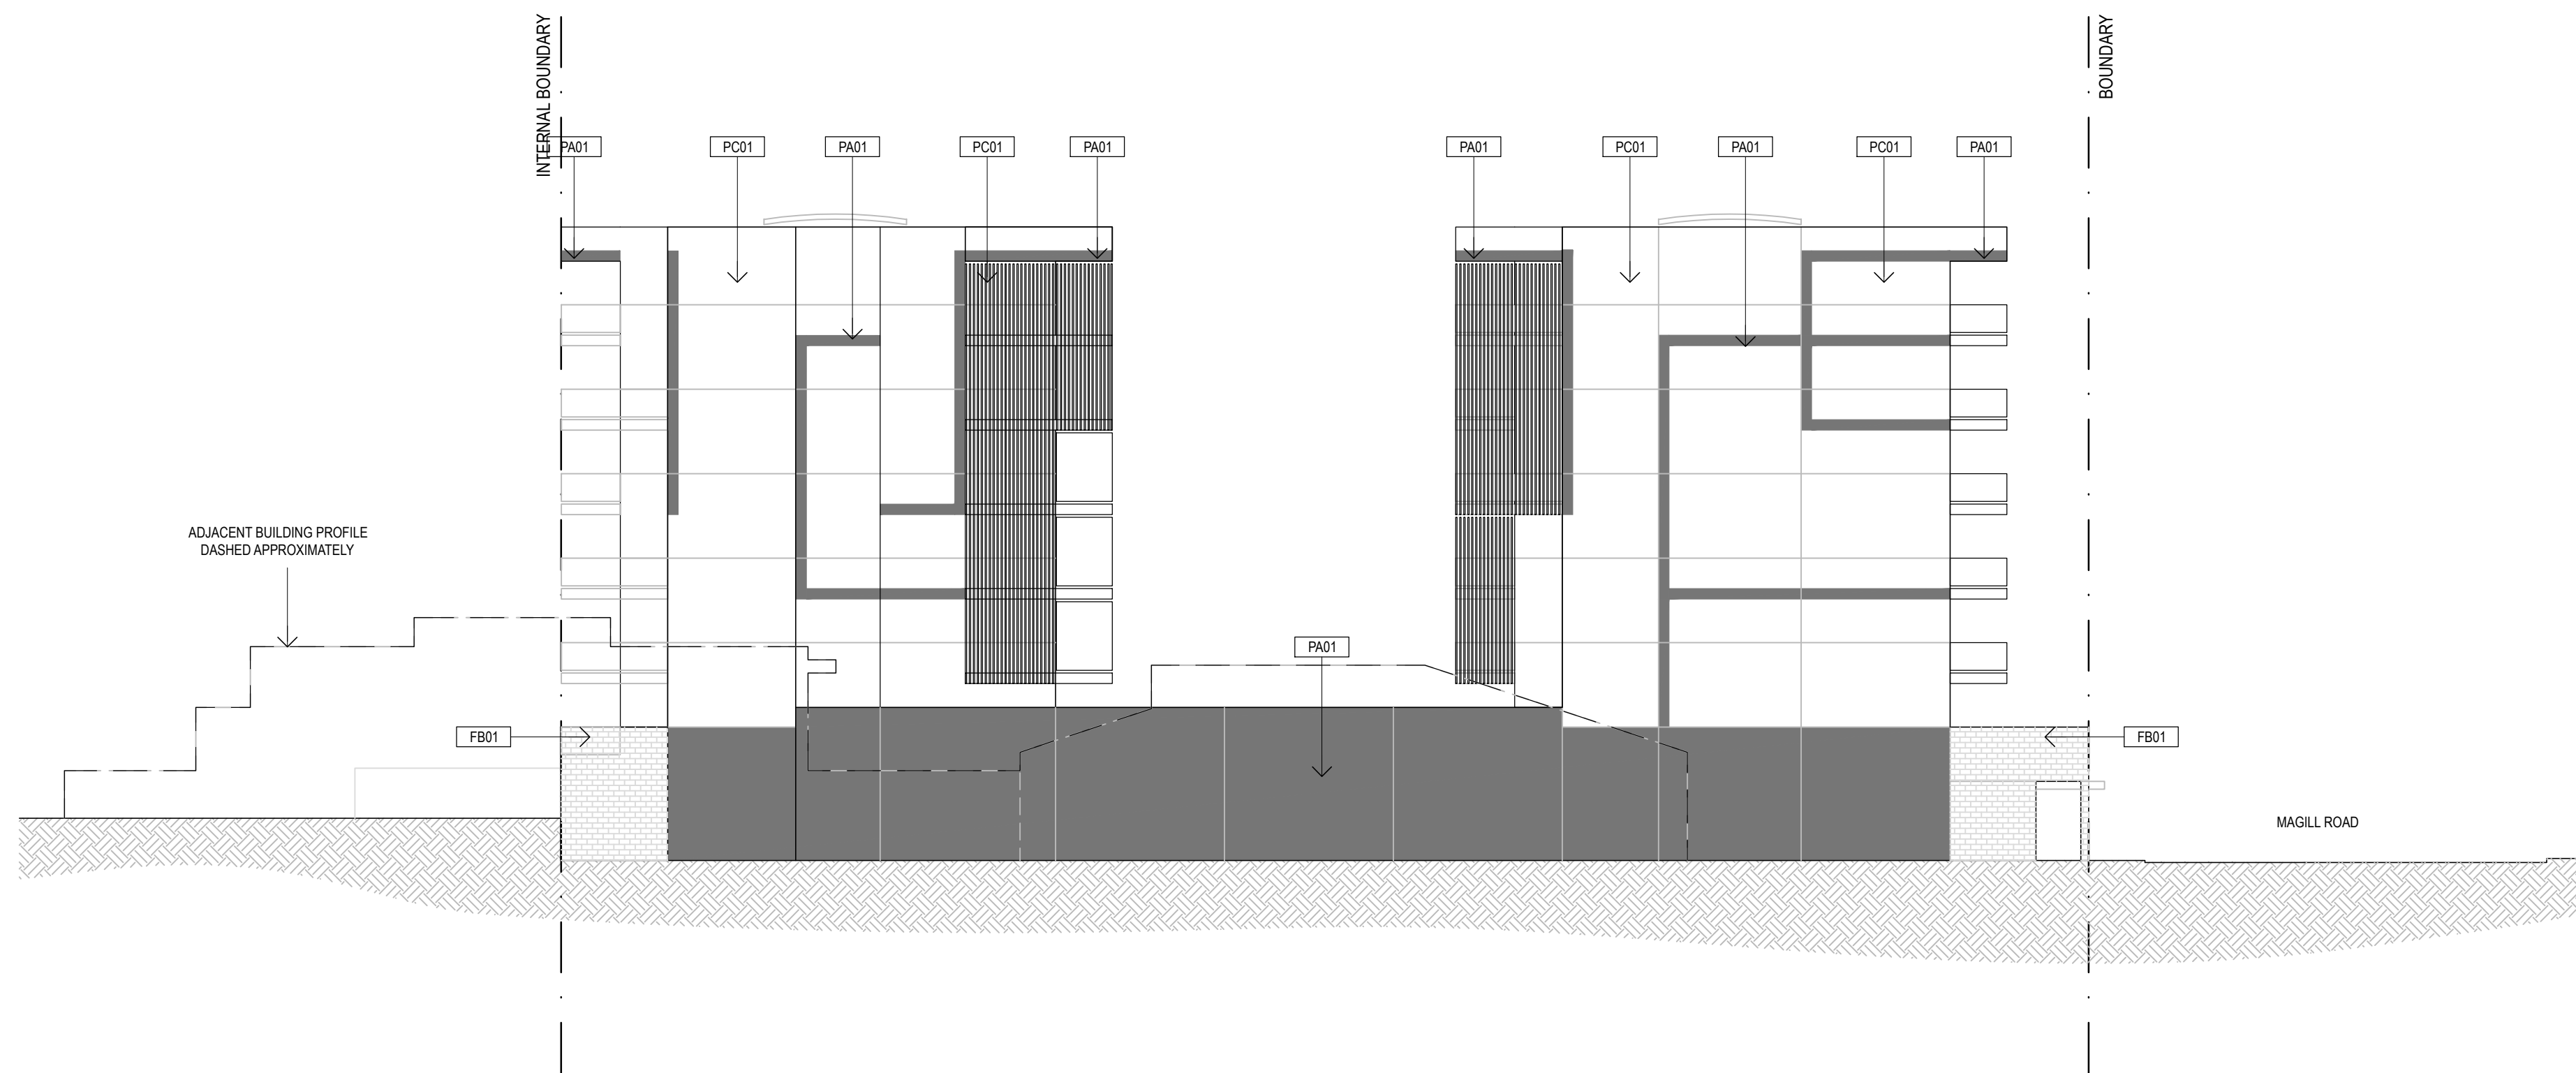 INTERNAL BOUNDARY
BOUNDARY
PA01
PC01
PA01
PC01
PA01
PA01
PC01
PA01
PC01
PA01
ADJACENT BUILDING PROFILE
DASHED APPROXIMATELY
PA01
FB01
FB01
MAGILL ROAD